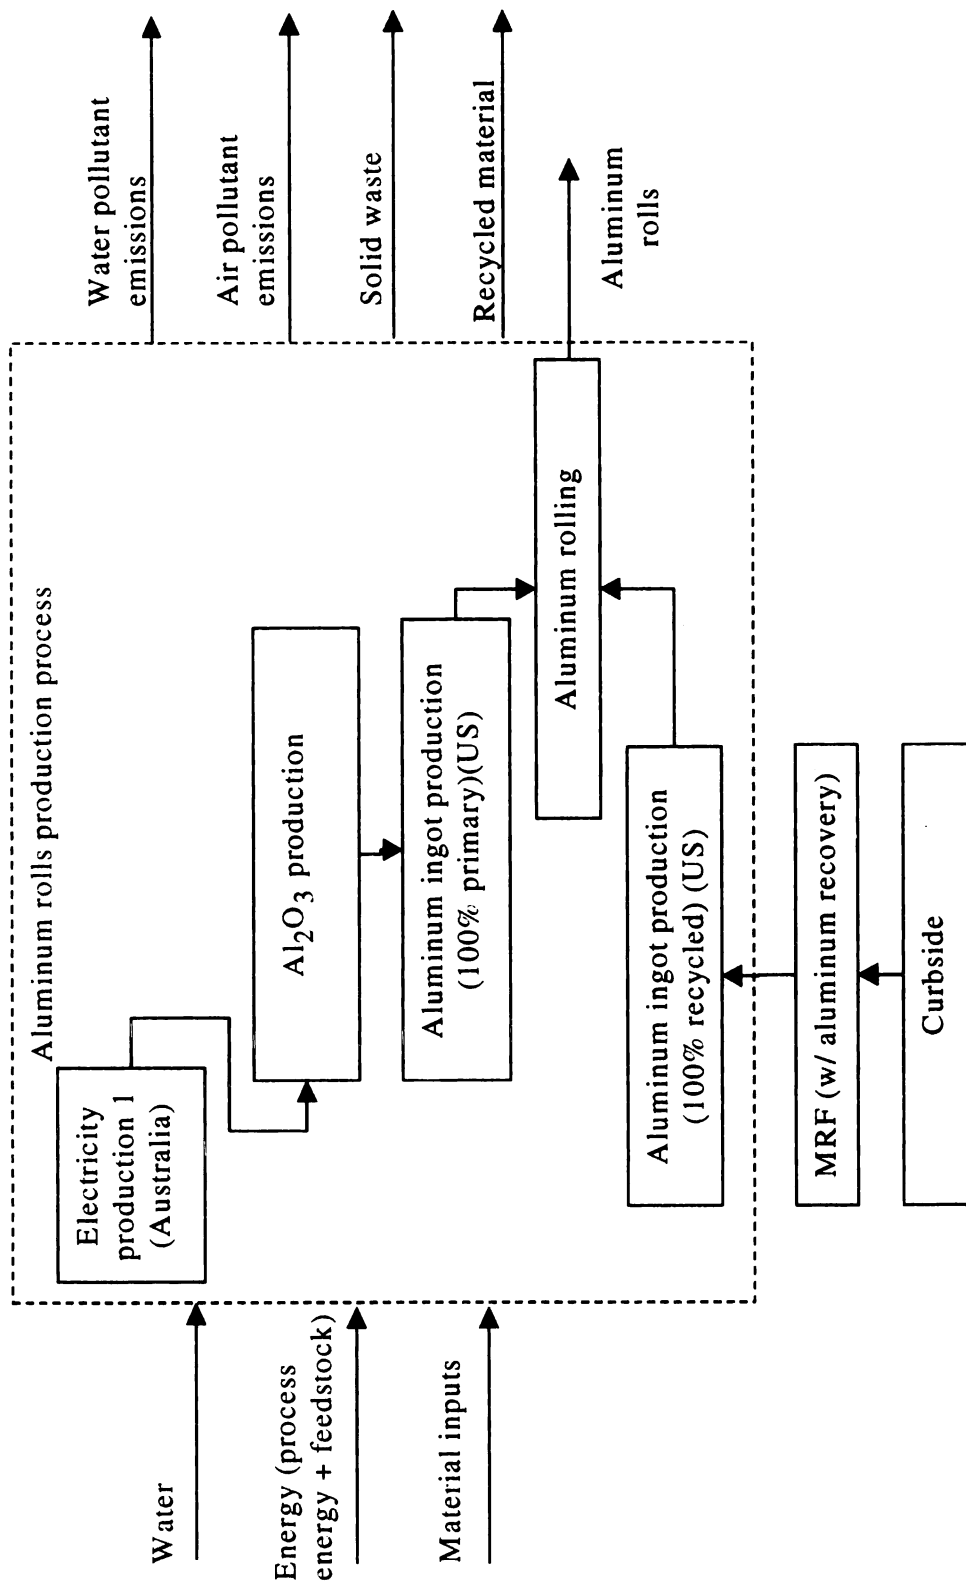 Aluminum rolls production process
Water
Energy (process
energy + feedstock)
Material inputs
Electricity
production 1
(Australia)
Al₂O₃ production
Aluminum ingot production
(100% primary)(US)
Aluminum rolling
Aluminum ingot production
(100% recycled) (US)
MRF (w/ aluminum recovery)
Curbside
Water pollutant
emissions
Air pollutant
emissions
Solid waste
Recycled material
Aluminum
rolls